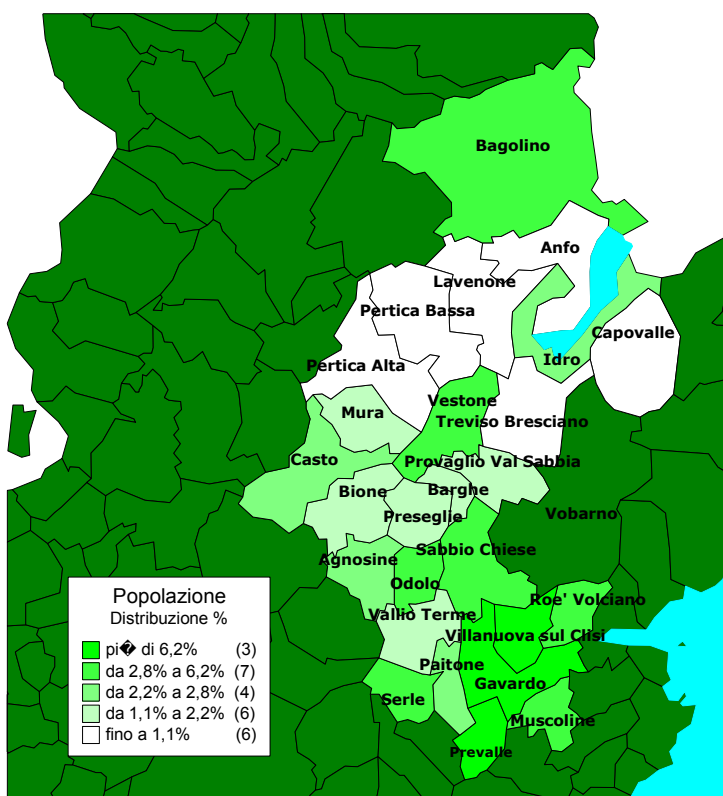 Bagolino
Anfo
Lavenone
Pertica Bassa
Capovalle
Idro
Pertica Alta
Vestone
Mura
Treviso Bresciano
Casto
Provaglio Val Sabbia
Bione
Barghe
Preseglie
Vobarno
Sabbio Chiese
Agnosine
Odolo
Roe' Volciano
Vallio Terme
Villanuova sul Clisi
Paitone
Gavardo
Serle
Muscoline
Prevalle
Popolazione
Distribuzione %
pi� di 6,2% (3)
da 2,8% a 6,2% (7)
da 2,2% a 2,8% (4)
da 1,1% a 2,2% (6)
fino a 1,1% (6)